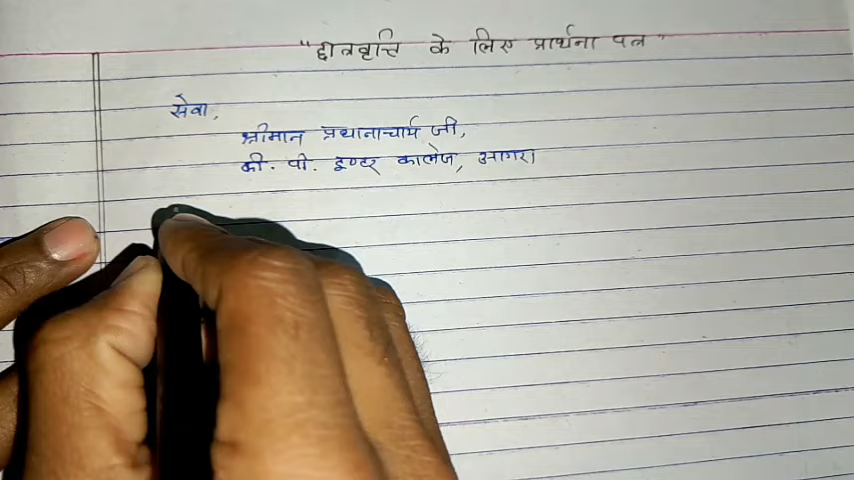 "छात्रवृत्ति के लिए प्रार्थना पत्र"
सेवा,
श्रीमान प्रधानाचार्य जी,
बी. पी. इण्टर कालेज, आगरा